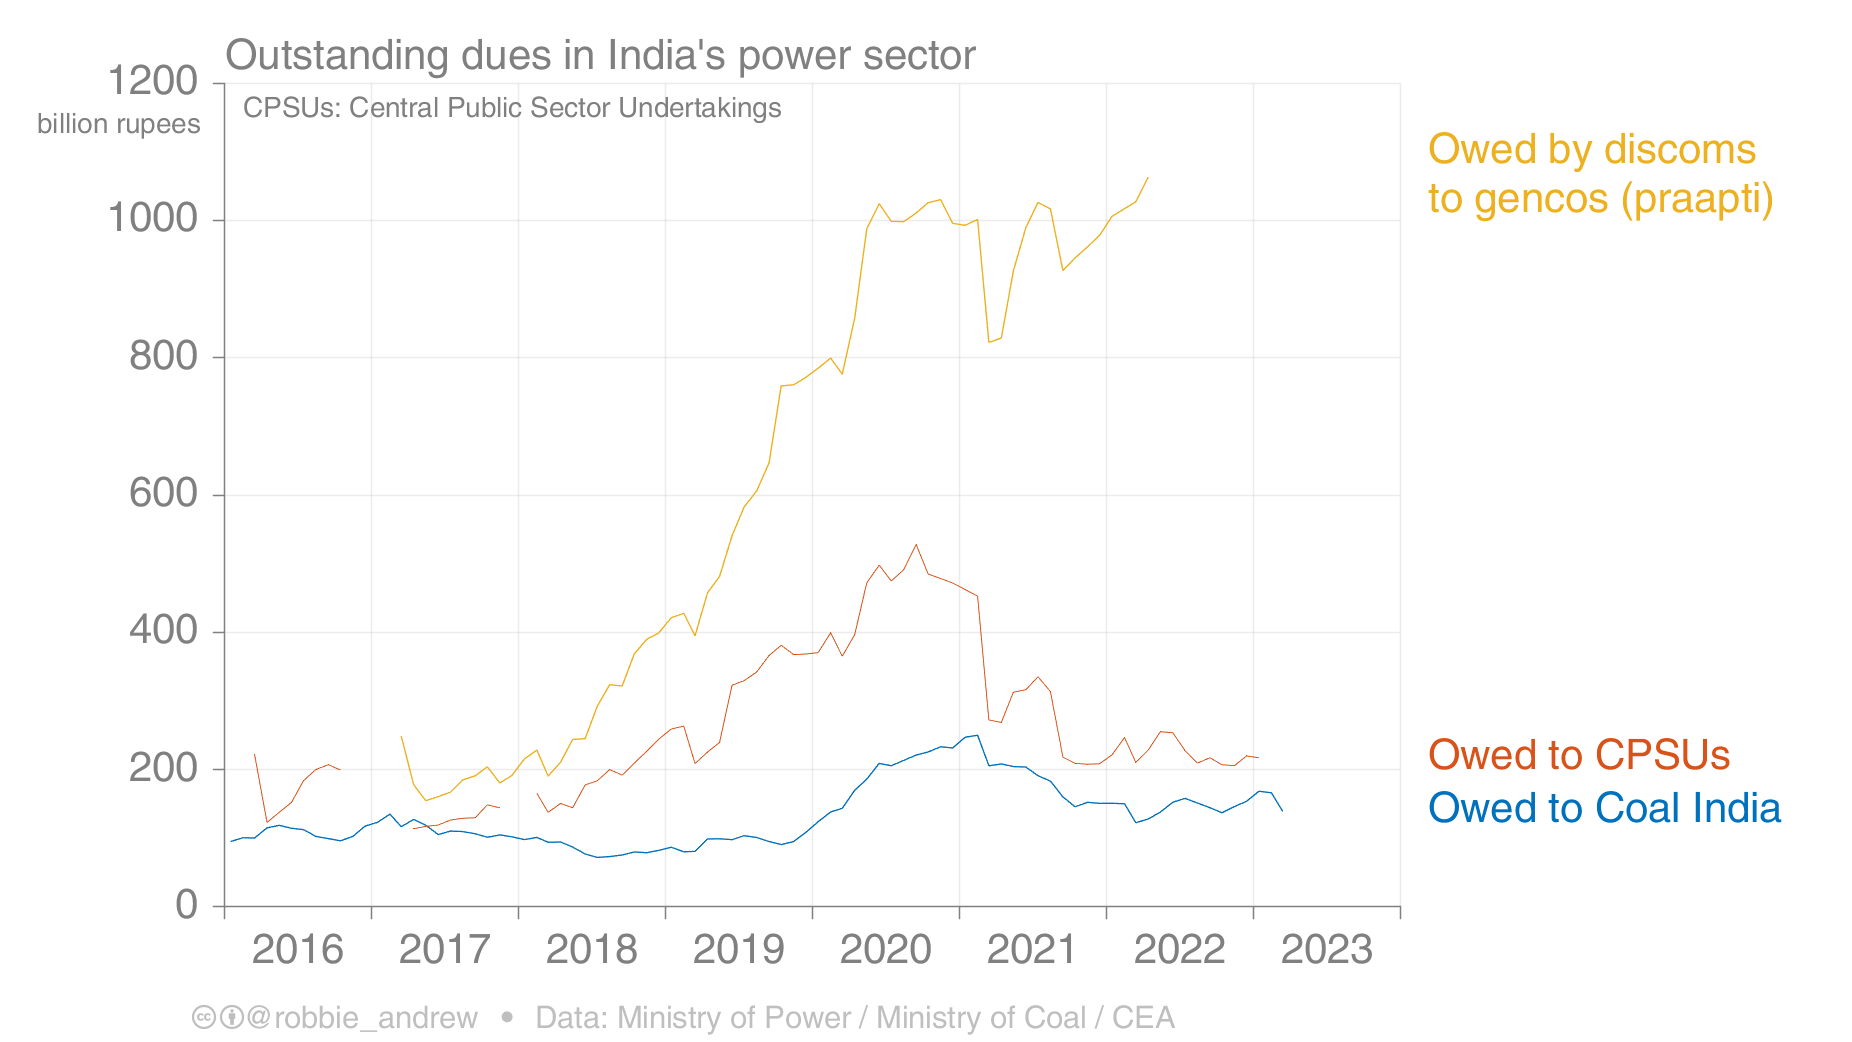 Outstanding dues in India's power sector
1200
billion rupees
CPSUs: Central Public Sector Undertakings
1000
800
600
400
200
0
Owed by discoms
to gencos (praapti)
Owed to CPSUs
Owed to Coal India
2016 2017 2018 2019 2020 2021 2022 2023
cc @robbie_andrew • Data: Ministry of Power / Ministry of Coal / CEA